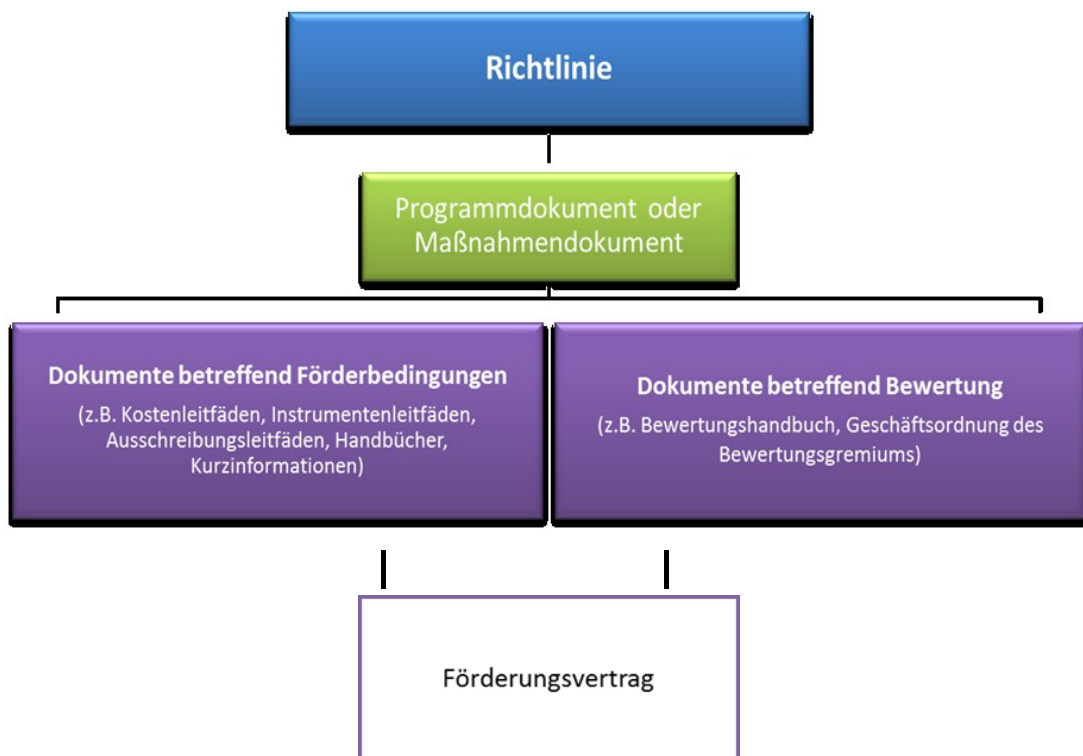 Richtlinie
Programmdokument oder
Maßnahmendokument
Dokumente betreffend Förderbedingungen
(z.B. Kostenleitfäden, Instrumentenleitfäden,
Ausschreibungsleitfäden, Handbücher,
Kurzinformationen)
Dokumente betreffend Bewertung
(z.B. Bewertungshandbuch, Geschäftsordnung des
Bewertungsgremiums)
Förderungsvertrag